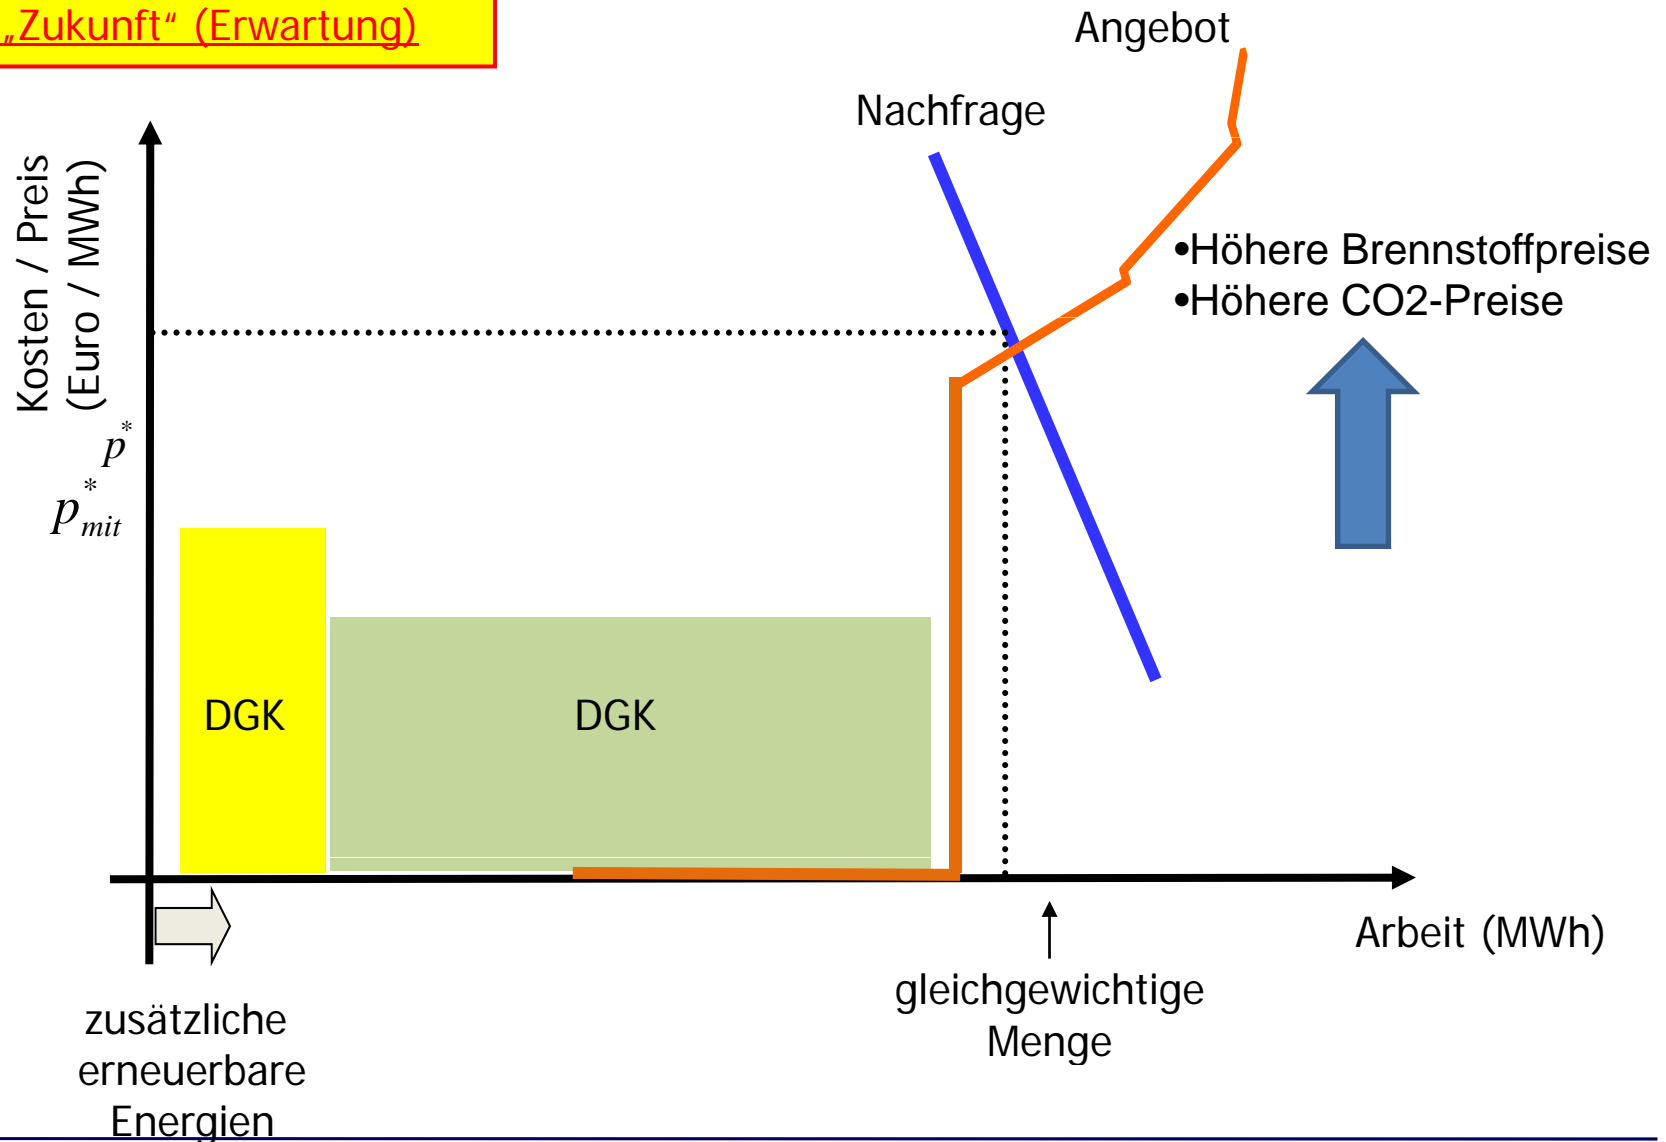 „Zukunft“ (Erwartung)
Angebot
Nachfrage
Kosten / Preis
(Euro / MWh)
•Höhere Brennstoffpreise
•Höhere CO2-Preise
p*
p*mit
DGK
DGK
Arbeit (MWh)
gleichgewichtige
Menge
zusätzliche
erneuerbare
Energien